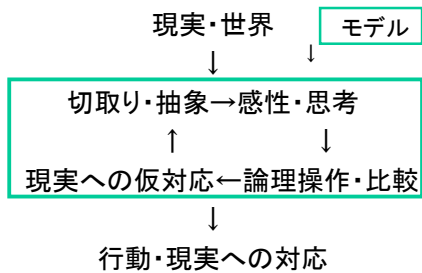 現実・世界 モデル
↓ ↓
切取り・抽象→感性・思考
↑ ↓
現実への仮対応←論理操作・比較
↓
行動・現実への対応